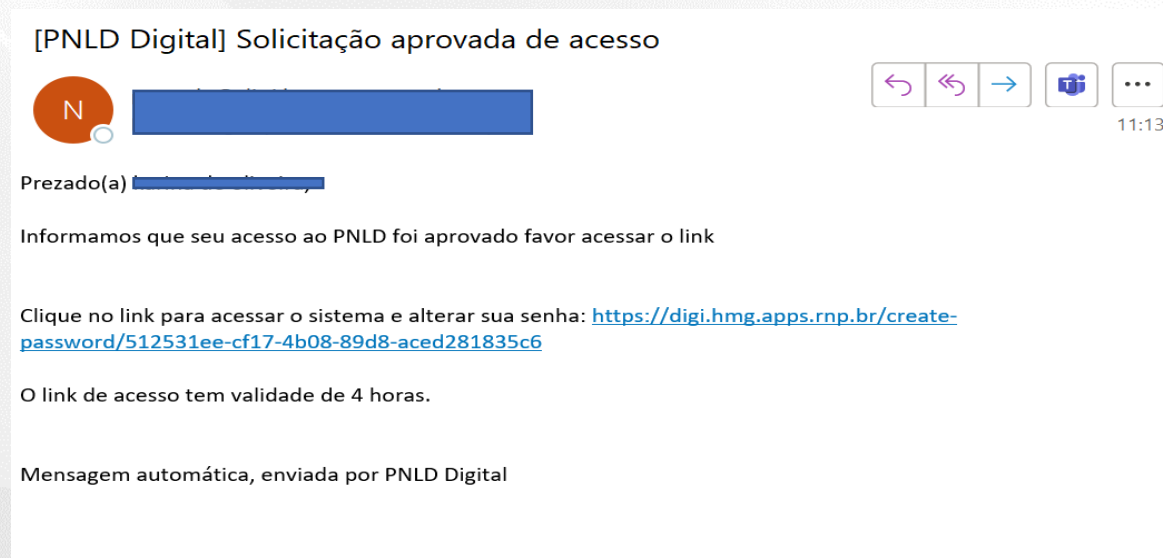 [PNLD Digital] Solicitação aprovada de acesso
N
11:13
Prezado(a)
Informamos que seu acesso ao PNLD foi aprovado favor acessar o link
Clique no link para acessar o sistema e alterar sua senha: https://digi.hmg.apps.rnp.br/create-
password/512531ee-cf17-4b08-89d8-aced281835c6
O link de acesso tem validade de 4 horas.
Mensagem automática, enviada por PNLD Digital